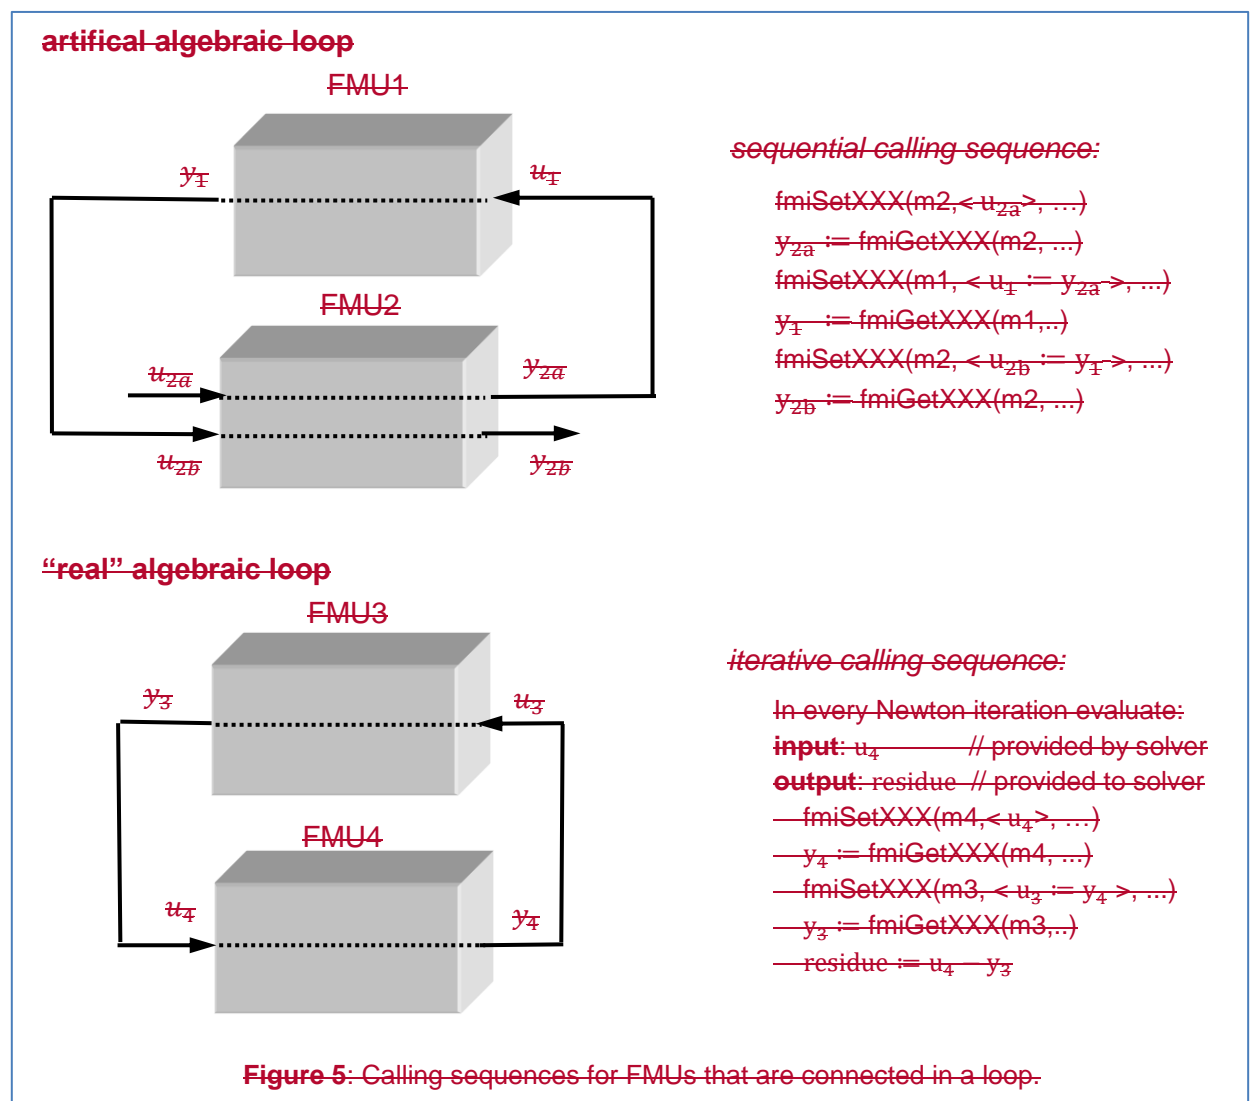 artifical algebraic loop
FMU1
y1
u1
FMU2
u2a
y2a
u2b
y2b
sequential calling sequence:
fmiSetXXX(m2,< u2a>, …)
y2a := fmiGetXXX(m2, ...)
fmiSetXXX(m1, < u1 := y2a >, ...)
y1 := fmiGetXXX(m1,..)
fmiSetXXX(m2, < u2b := y1 >, ...)
y2b := fmiGetXXX(m2, ...)
“real” algebraic loop
FMU3
y3
u3
FMU4
u4
y4
iterative calling sequence:
In every Newton iteration evaluate:
input: u4 // provided by solver
output: residue // provided to solver
fmiSetXXX(m4,< u4>, …)
y4 := fmiGetXXX(m4, ...)
fmiSetXXX(m3, < u3 := y4 >, ...)
y3 := fmiGetXXX(m3,..)
residue := u4 − y3
Figure 5: Calling sequences for FMUs that are connected in a loop.